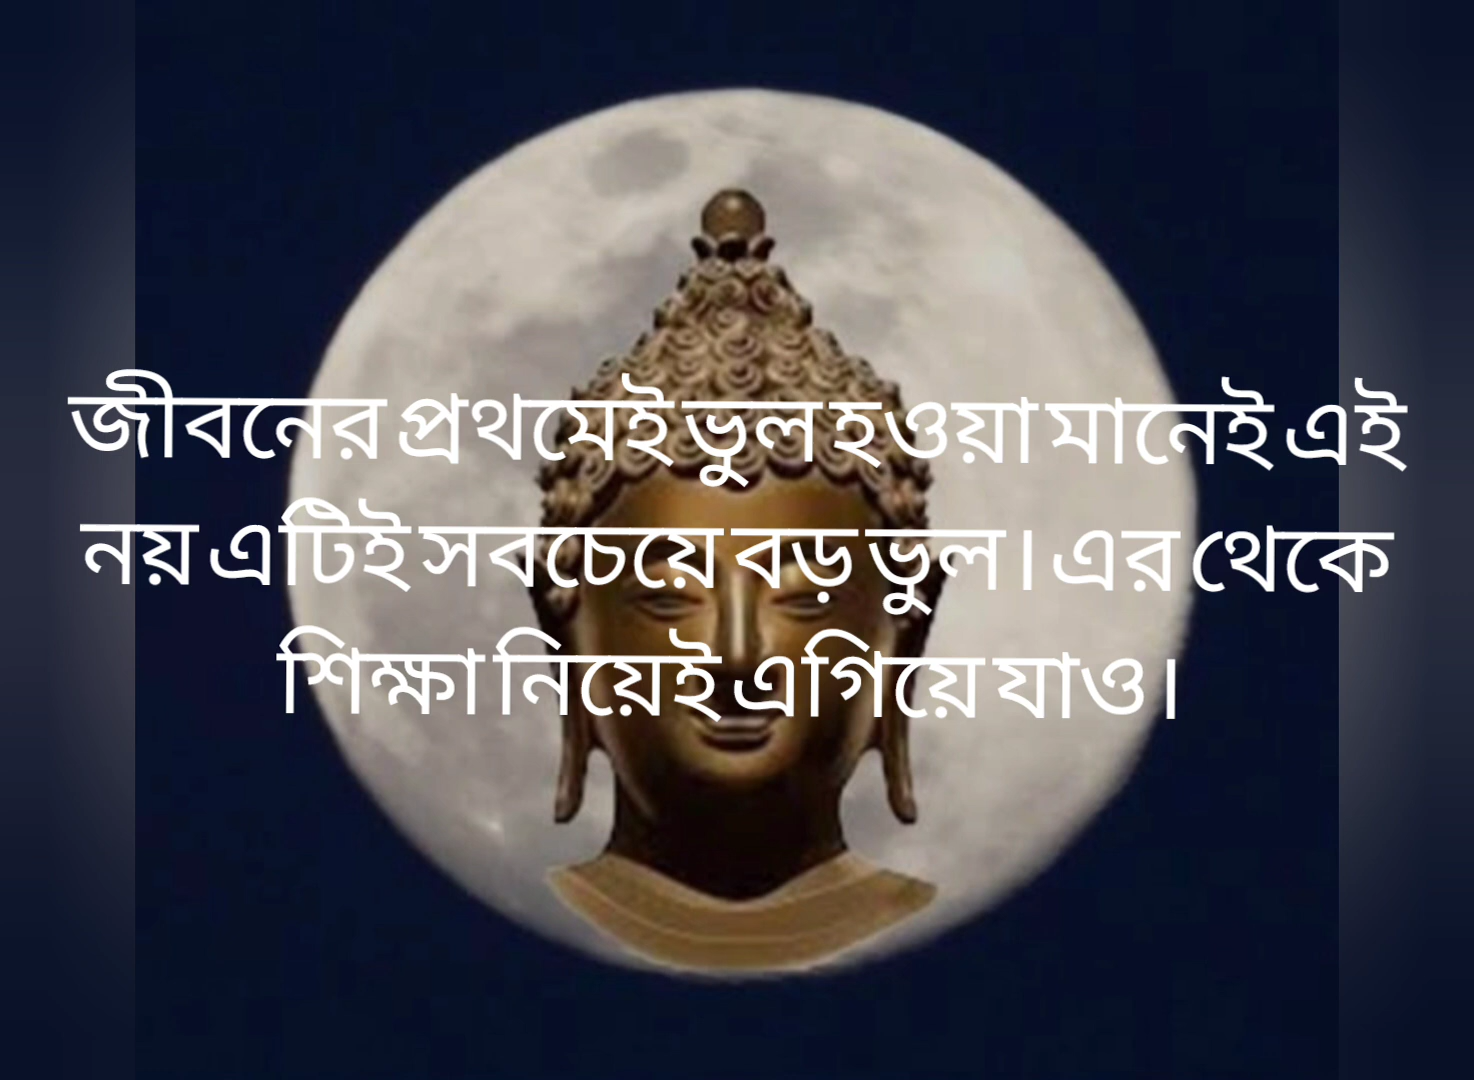 জীবনের প্রথমেই ভুল হওয়া মানেই এই
নয় এটিই সবচেয়ে বড় ভুল। এর থেকে
শিক্ষা নিয়েই এগিয়ে যাও।